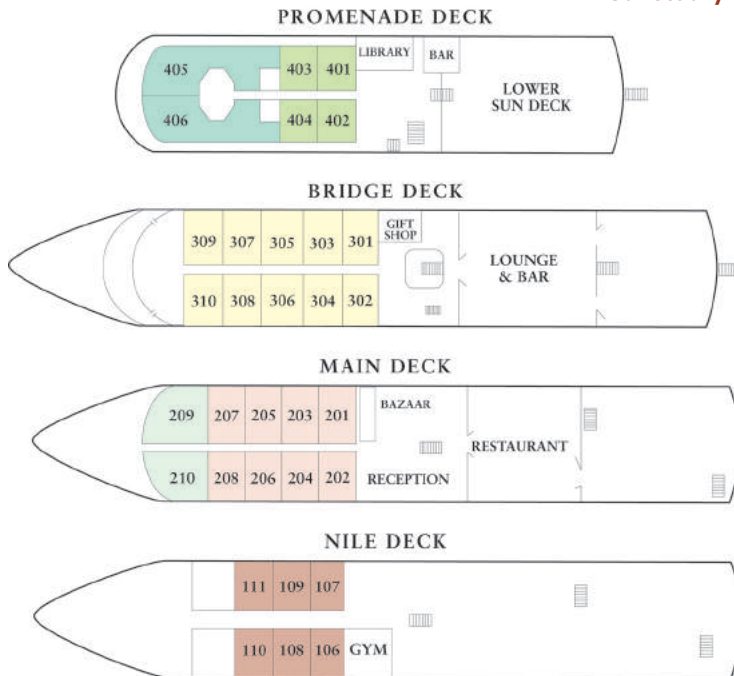 PROMENADE DECK
405 403 401 LIBRARY BAR
406 404 402
LOWER
SUN DECK
BRIDGE DECK
309 307 305 303 301
GIFT
SHOP
310 308 306 304 302
LOUNGE
& BAR
MAIN DECK
209 207 205 203 201
BAZAAR
210 208 206 204 202
RECEPTION
RESTAURANT
NILE DECK
111 109 107
110 108 106 GYM